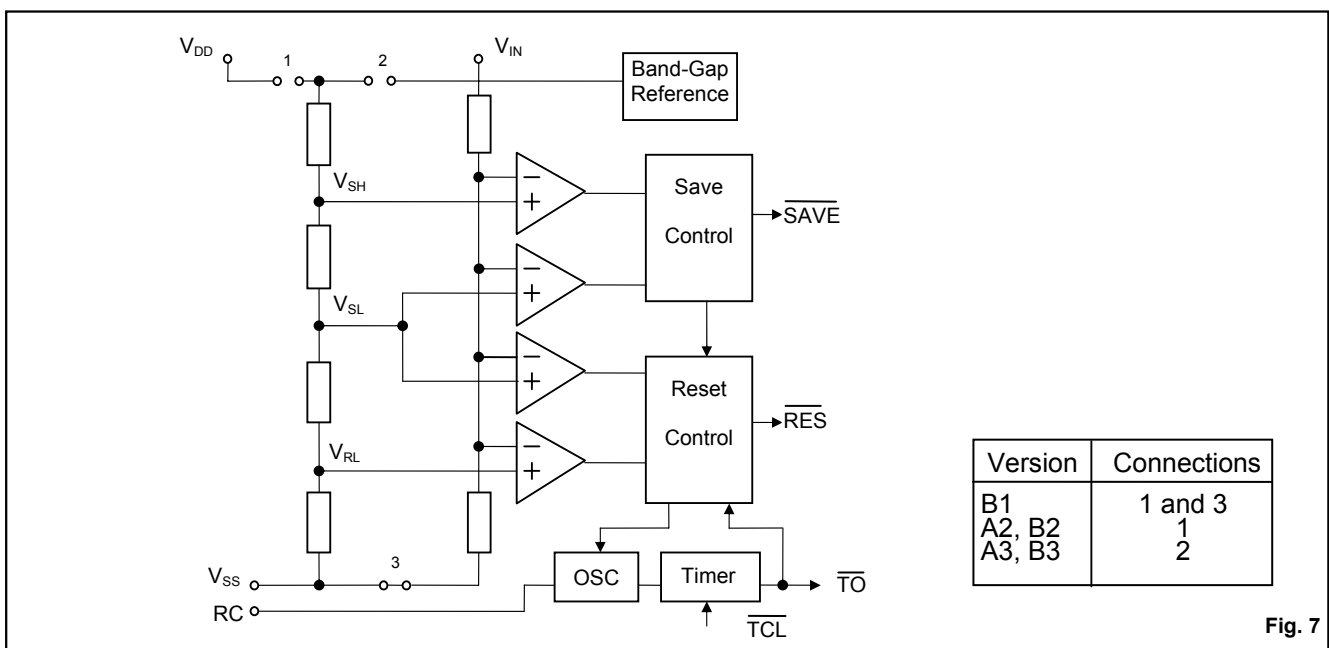 V_DD
1
2
V_IN
Band-Gap
Reference
V_SH
−
+
Save
Control
SAVE
−
+
V_SL
−
+
Reset
Control
RES
V_RL
−
+
V_SS
3
RC
OSC
Timer
TO
TCL
Version Connections
B1 1 and 3
A2, B2 1
A3, B3 2
Fig. 7